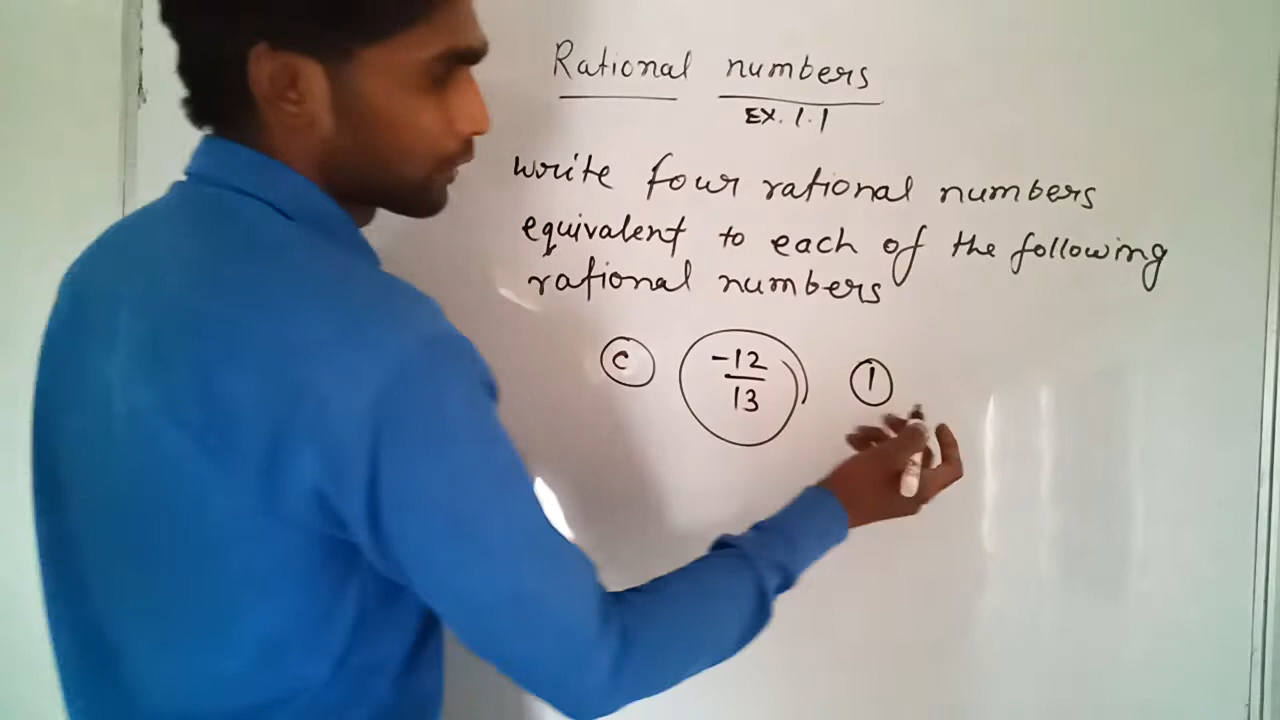 Rational numbers
EX. 1.1
write four rational numbers
equivalent to each of the following
rational numbers
c -12/13 1